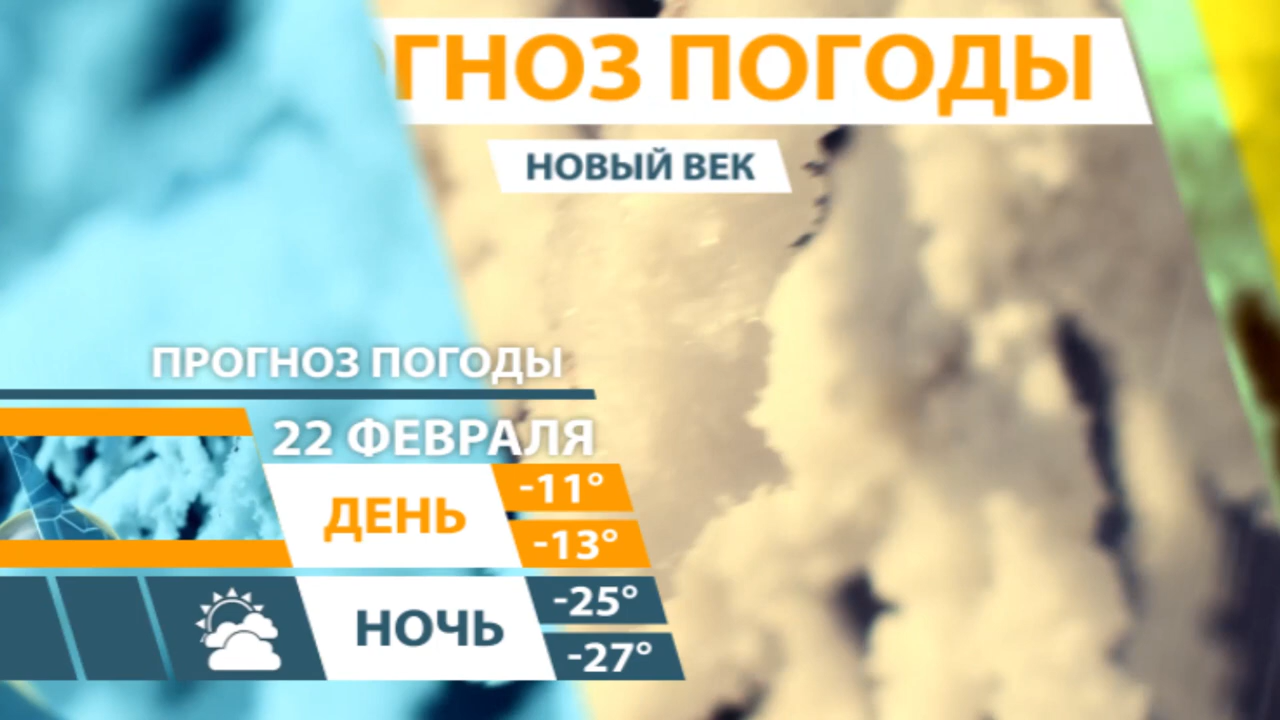 ГНОЗ ПОГОДЫ
НОВЫЙ ВЕК
ПРОГНОЗ ПОГОДЫ
22 ФЕВРАЛЯ
ДЕНЬ
-11°
-13°
НОЧЬ
-25°
-27°